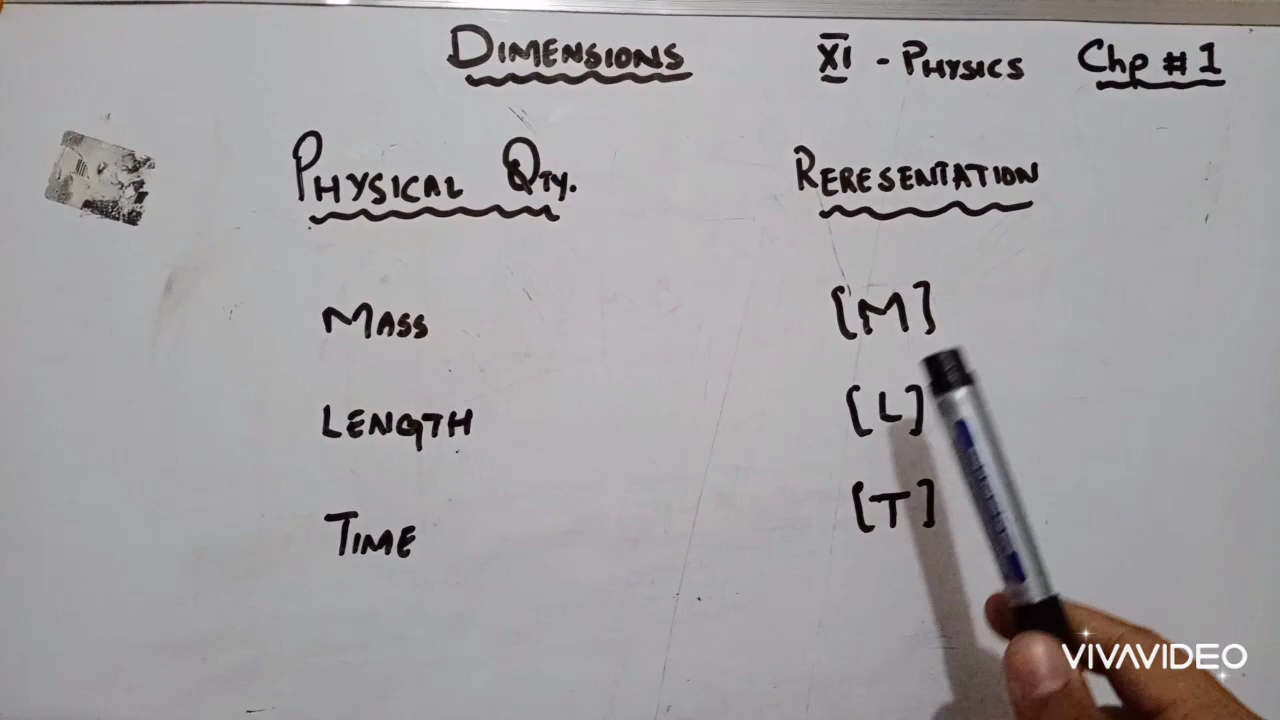 DIMENSIONS XI - PHYSICS Chp # 1
PHYSICAL QTY. RERESENTATION
MASS [M]
LENGTH [L]
TIME [T]
VIVAVIDEO